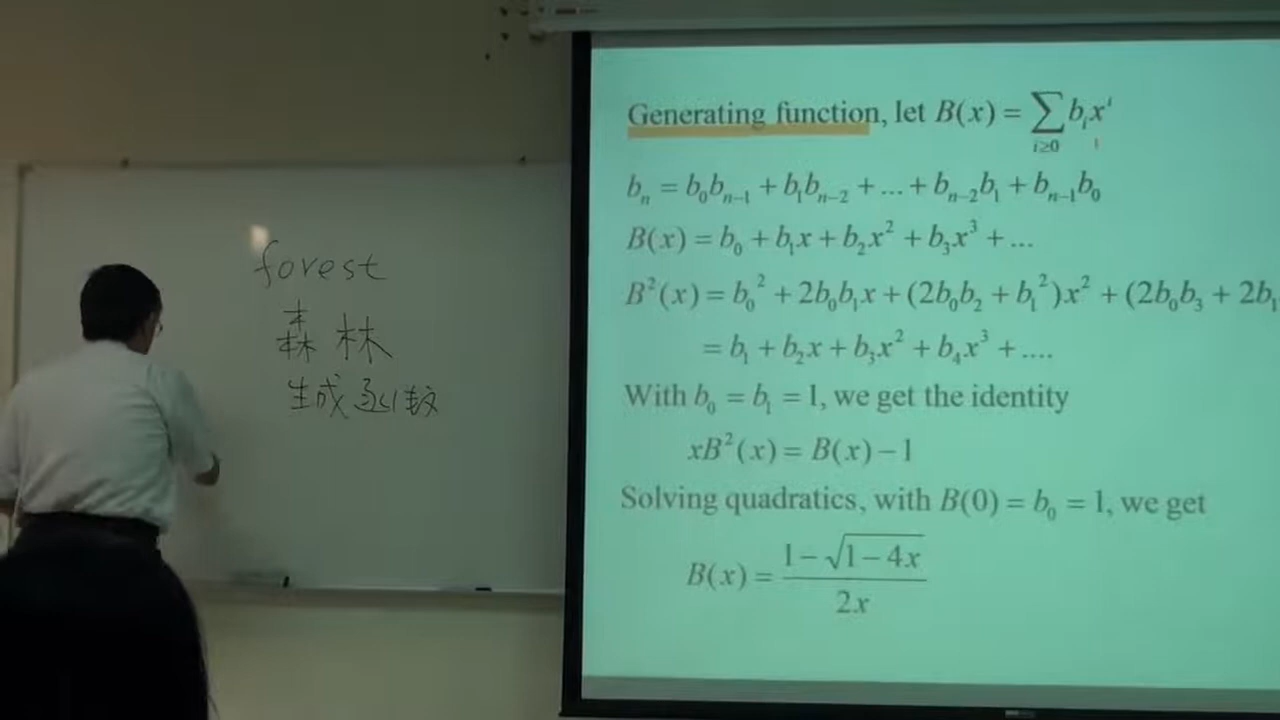 forest
森 林
生成函數
Generating function, let B(x) = ∑_{i≥0} b_i x^i
b_n = b_0b_{n-1} + b_1b_{n-2} + ... + b_{n-2}b_1 + b_{n-1}b_0
B(x) = b_0 + b_1x + b_2x^2 + b_3x^3 + ...
B^2(x) = b_0^2 + 2b_0b_1x + (2b_0b_2 + b_1^2)x^2 + (2b_0b_3 + 2b_1
= b_1 + b_2x + b_3x^2 + b_4x^3 + ....
With b_0 = b_1 = 1, we get the identity
xB^2(x) = B(x) − 1
Solving quadratics, with B(0) = b_0 = 1, we get
B(x) = \frac{1 − \sqrt{1 − 4x}}{2x}